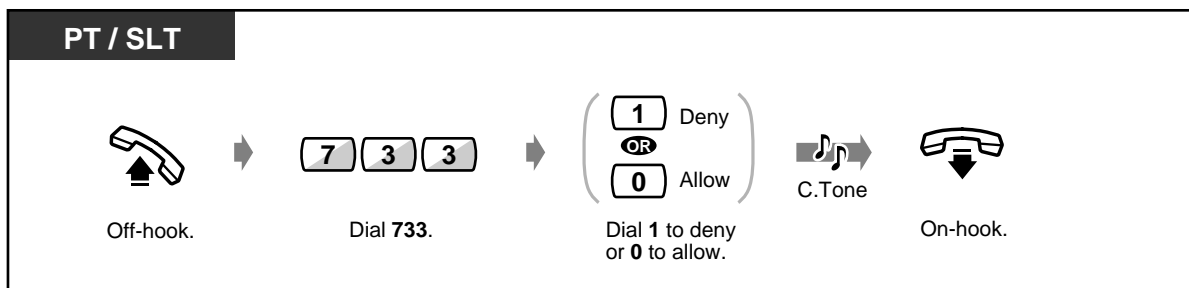 PT / SLT
7 3 3
1 Deny
OR
0 Allow
C.Tone
Off-hook.
Dial 733.
Dial 1 to deny
or 0 to allow.
On-hook.